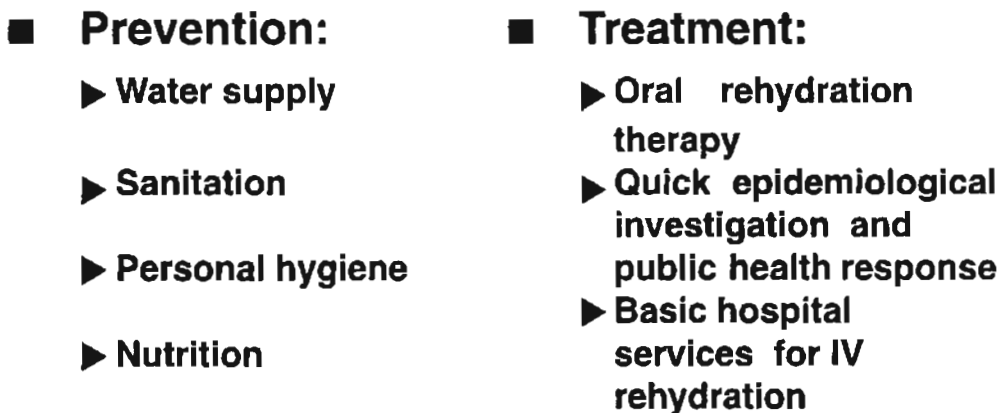 ■ Prevention:
▶ Water supply
▶ Sanitation
▶ Personal hygiene
▶ Nutrition
■ Treatment:
▶ Oral rehydration
therapy
▶ Quick epidemiological
investigation and
public health response
▶ Basic hospital
services for IV
rehydration